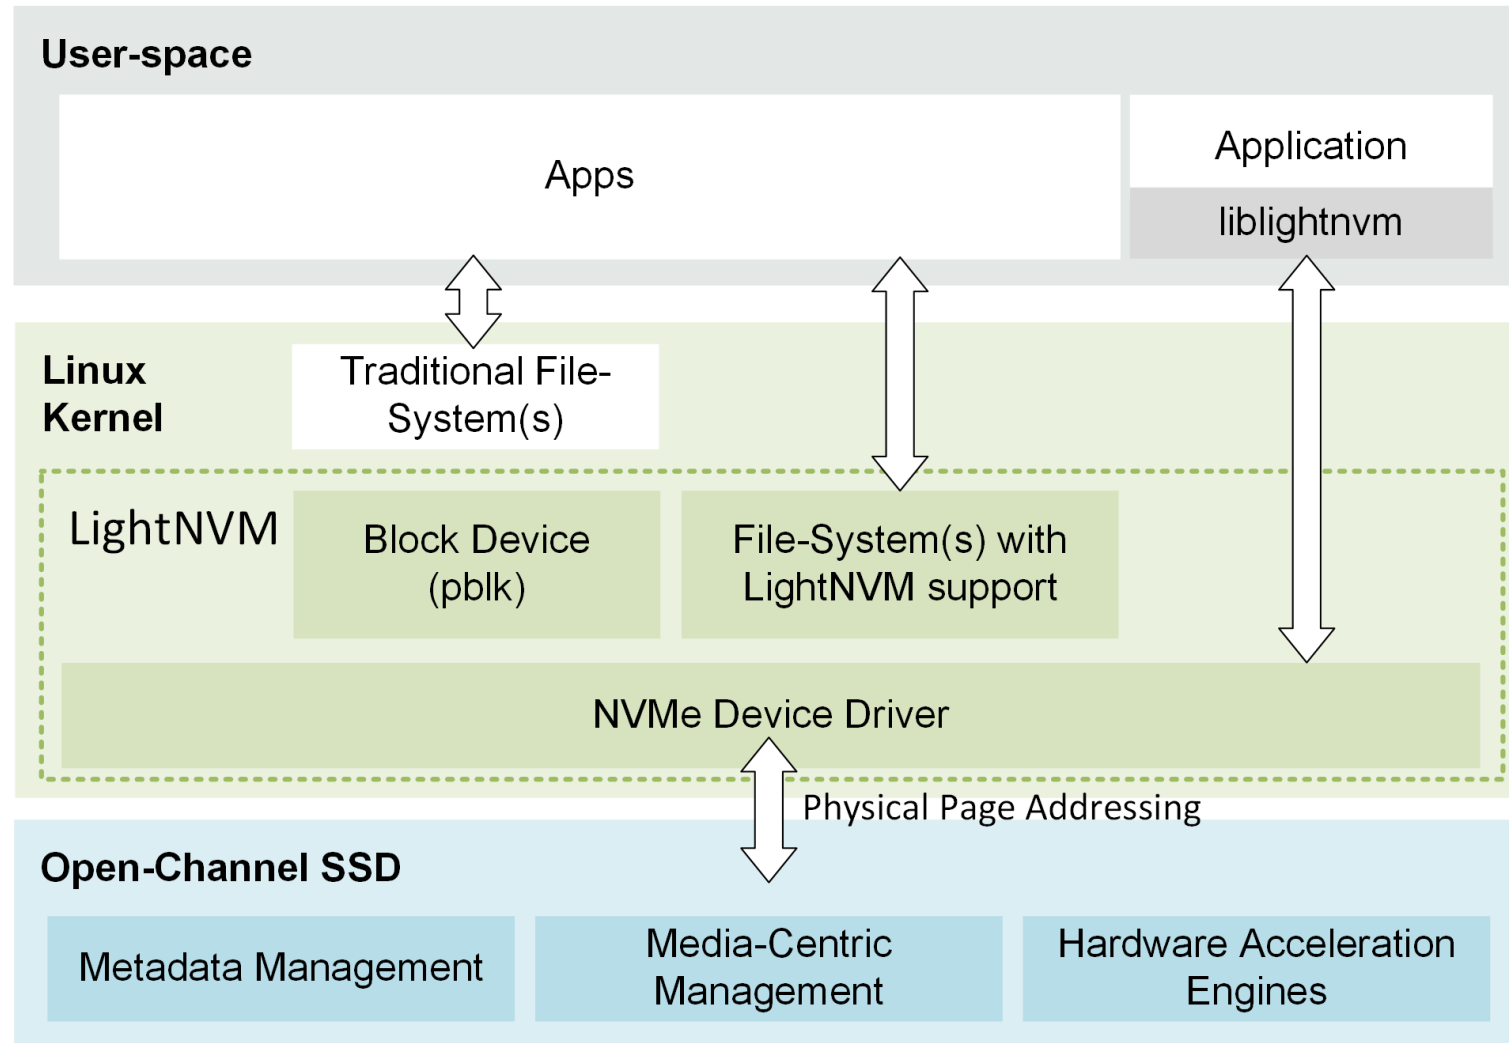 User-space
Apps
Application
liblightnvm
Linux
Kernel
Traditional File-
System(s)
LightNVM
Block Device
(pblk)
File-System(s) with
LightNVM support
NVMe Device Driver
Physical Page Addressing
Open-Channel SSD
Metadata Management
Media-Centric
Management
Hardware Acceleration
Engines